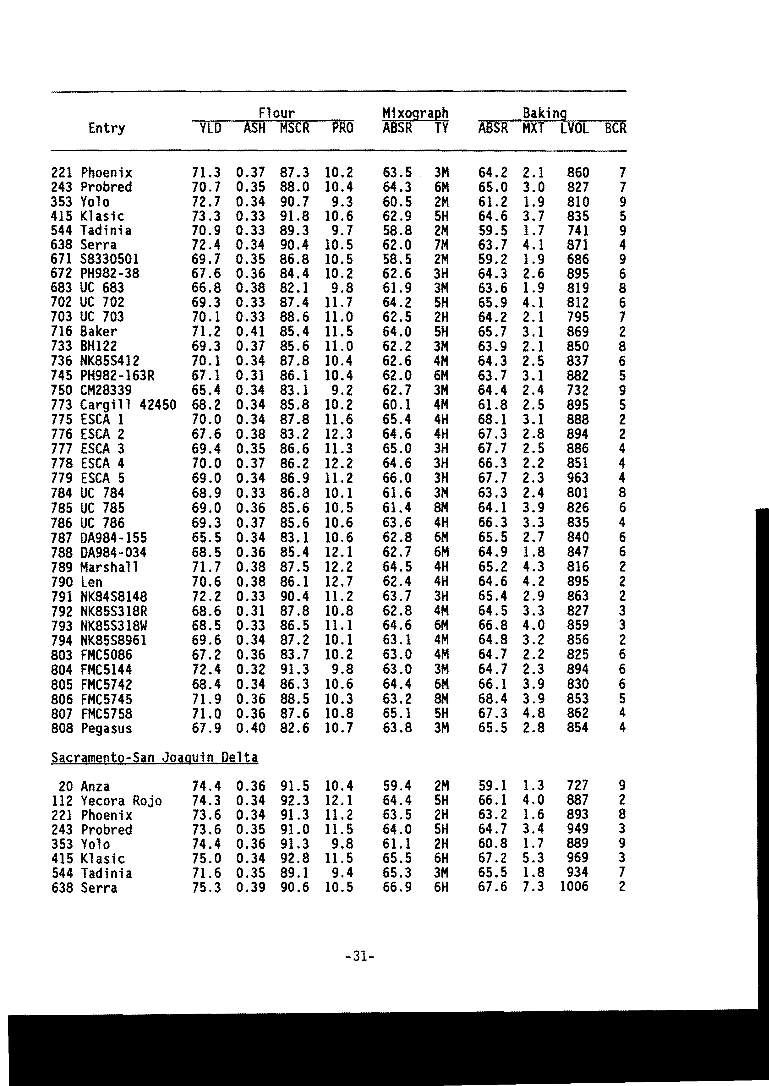 Flour Mixograph Baking
Entry YLD ASH MSCR PRO ABSR TY ABSR MXT LVOL BCR
221 Phoenix 71.3 0.37 87.3 10.2 63.5 3M 64.2 2.1 860 7
243 Probred 70.7 0.35 88.0 10.4 64.3 6M 65.0 3.0 827 7
353 Yolo 72.7 0.34 90.7 9.3 60.5 2M 61.2 1.9 810 9
415 Klasic 73.3 0.33 91.8 10.6 62.9 5H 64.6 3.7 835 5
544 Tadinia 70.9 0.33 89.3 9.7 58.8 2M 59.5 1.7 741 9
638 Serra 72.4 0.34 90.4 10.5 62.0 7M 63.7 4.1 871 4
671 S8330501 69.7 0.35 86.8 10.5 58.5 2M 59.2 1.9 686 9
672 PH982-38 67.6 0.36 84.4 10.2 62.6 3H 64.3 2.6 895 6
683 UC 683 66.8 0.38 82.1 9.8 61.9 3M 63.6 1.9 819 8
702 UC 702 69.3 0.33 87.4 11.7 64.2 5H 65.9 4.1 812 6
703 UC 703 70.1 0.33 88.6 11.0 62.5 2H 64.2 2.1 795 7
716 Baker 71.2 0.41 85.4 11.5 64.0 5H 65.7 3.1 869 2
733 BH122 69.3 0.37 85.6 11.0 62.2 3M 63.9 2.1 850 8
736 NK85S412 70.1 0.34 87.8 10.4 62.6 4M 64.3 2.5 837 6
745 PH982-163R 67.1 0.31 86.1 10.4 62.0 6M 63.7 3.1 882 5
750 CM28339 65.4 0.34 83.1 9.2 62.7 3M 64.4 2.4 732 9
773 Cargill 42450 68.2 0.34 85.8 10.2 60.1 4M 61.8 2.5 895 5
775 ESCA 1 70.0 0.34 87.8 11.6 65.4 4H 68.1 3.1 888 2
776 ESCA 2 67.6 0.38 83.2 12.3 64.6 4H 67.3 2.8 894 2
777 ESCA 3 69.4 0.35 86.6 11.3 65.0 3H 67.7 2.5 886 4
778 ESCA 4 70.0 0.37 86.2 12.2 64.6 3H 66.3 2.2 851 4
779 ESCA 5 69.0 0.34 86.9 11.2 66.0 3H 67.7 2.3 963 4
784 UC 784 68.9 0.33 86.8 10.1 61.6 3M 63.3 2.4 801 8
785 UC 785 69.0 0.36 85.6 10.5 61.4 8M 64.1 3.9 826 6
786 UC 786 69.3 0.37 85.6 10.6 63.6 4H 66.3 3.3 835 4
787 DA984-155 65.5 0.34 83.1 10.6 62.8 6M 65.5 2.7 840 6
788 DA984-034 68.5 0.36 85.4 12.1 62.7 6M 64.9 1.8 847 6
789 Marshall 71.7 0.38 87.5 12.2 64.5 4H 65.2 4.3 816 2
790 Len 70.6 0.38 86.1 12.7 62.4 4H 64.6 4.2 895 2
791 NK84S8148 72.2 0.33 90.4 11.2 63.7 3H 65.4 2.9 863 2
792 NK85S318R 68.6 0.31 87.8 10.8 62.8 4M 64.5 3.3 827 3
793 NK85S318W 68.5 0.33 86.5 11.1 64.6 6M 66.8 4.0 859 3
794 NK85S8961 69.6 0.34 87.2 10.1 63.1 4M 64.8 3.2 856 2
803 FMC5086 67.2 0.36 83.7 10.2 63.0 4M 64.7 2.2 825 6
804 FMC5144 72.4 0.32 91.3 9.8 63.0 3M 64.7 2.3 894 6
805 FMC5742 68.4 0.34 86.3 10.6 64.4 6M 66.1 3.9 830 6
806 FMC5745 71.9 0.36 88.5 10.3 63.2 8M 68.4 3.9 853 5
807 FMC5758 71.0 0.36 87.6 10.8 65.1 5H 67.3 4.8 862 4
808 Pegasus 67.9 0.40 82.6 10.7 63.8 3M 65.5 2.8 854 4
Sacramento-San Joaquin Delta
20 Anza 74.4 0.36 91.5 10.4 59.4 2M 59.1 1.3 727 9
112 Yecora Rojo 74.3 0.34 92.3 12.1 64.4 5H 66.1 4.0 887 2
221 Phoenix 73.6 0.34 91.3 11.2 63.5 2H 63.2 1.6 893 8
243 Probred 73.6 0.35 91.0 11.5 64.0 5H 64.7 3.4 949 3
353 Yolo 74.4 0.36 91.3 9.8 61.1 2H 60.8 1.7 889 9
415 Klasic 75.0 0.34 92.8 11.5 65.5 6H 67.2 5.3 969 3
544 Tadinia 71.6 0.35 89.1 9.4 65.3 3M 65.5 1.8 934 7
638 Serra 75.3 0.39 90.6 10.5 66.9 6H 67.6 7.3 1006 2
-31-